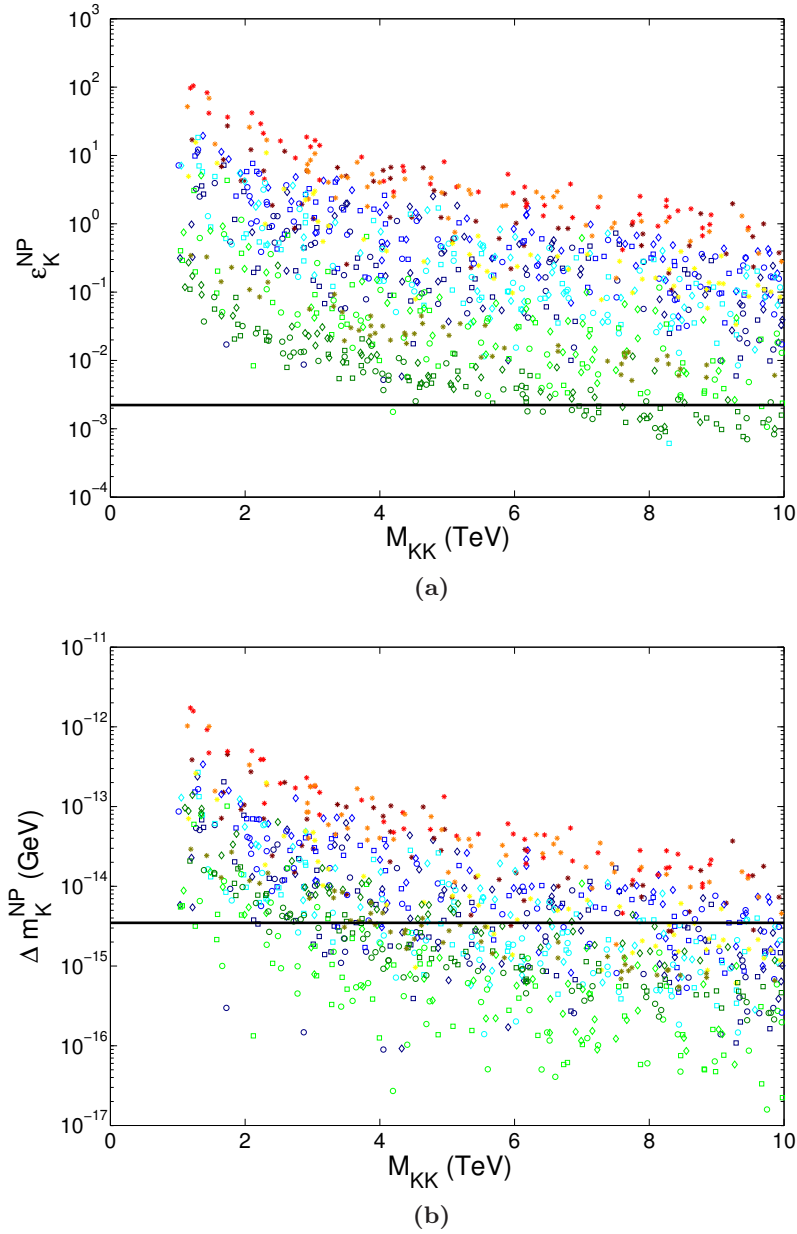 10^3
10^2
10^1
10^0
10^-1
10^-2
10^-3
10^-4
ε_K^NP
0 2 4 6 8 10
M_KK (TeV)
(a)
10^-11
10^-12
10^-13
10^-14
10^-15
10^-16
10^-17
Δ m_K^NP (GeV)
0 2 4 6 8 10
M_KK (TeV)
(b)